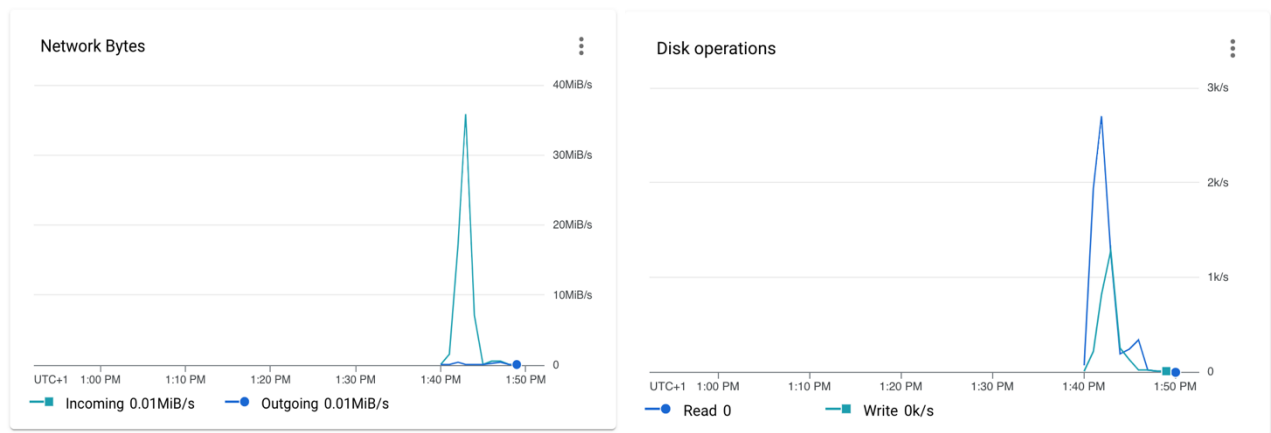 Network Bytes
40MiB/s
30MiB/s
20MiB/s
10MiB/s
0
UTC+1 1:00 PM 1:10 PM 1:20 PM 1:30 PM 1:40 PM 1:50 PM
Incoming 0.01MiB/s Outgoing 0.01MiB/s
Disk operations
3k/s
2k/s
1k/s
0
UTC+1 1:00 PM 1:10 PM 1:20 PM 1:30 PM 1:40 PM 1:50 PM
Read 0 Write 0k/s